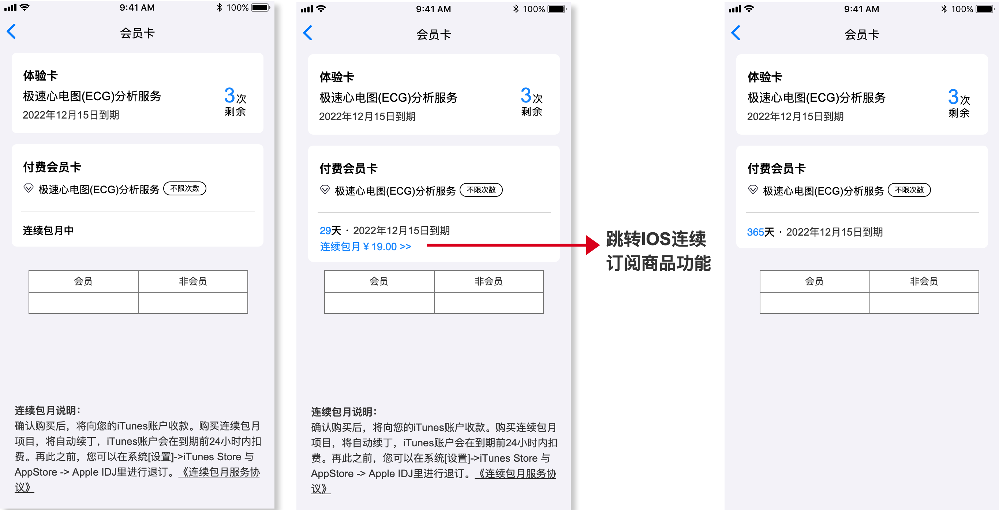 9:41 AM
100%
会员卡
体验卡
极速心电图(ECG)分析服务
2022年12月15日到期
3次
剩余
付费会员卡
极速心电图(ECG)分析服务 不限次数
连续包月中
会员 非会员
连续包月说明：
确认购买后，将向您的iTunes账户收款。购买连续包月
项目，将自动续丁，iTunes账户会在到期前24小时内扣
费。再此之前，您可以在系统[设置]->iTunes Store 与
AppStore -> Apple IDJ里进行退订。《连续包月服务协
议》
9:41 AM
100%
会员卡
体验卡
极速心电图(ECG)分析服务
2022年12月15日到期
3次
剩余
付费会员卡
极速心电图(ECG)分析服务 不限次数
29天 · 2022年12月15日到期
连续包月￥19.00 >>
会员 非会员
连续包月说明：
确认购买后，将向您的iTunes账户收款。购买连续包月
项目，将自动续丁，iTunes账户会在到期前24小时内扣
费。再此之前，您可以在系统[设置]->iTunes Store 与
AppStore -> Apple IDJ里进行退订。《连续包月服务协
议》
跳转IOS连续
订阅商品功能
9:41 AM
100%
会员卡
体验卡
极速心电图(ECG)分析服务
2022年12月15日到期
3次
剩余
付费会员卡
极速心电图(ECG)分析服务 不限次数
365天 · 2022年12月15日到期
会员 非会员